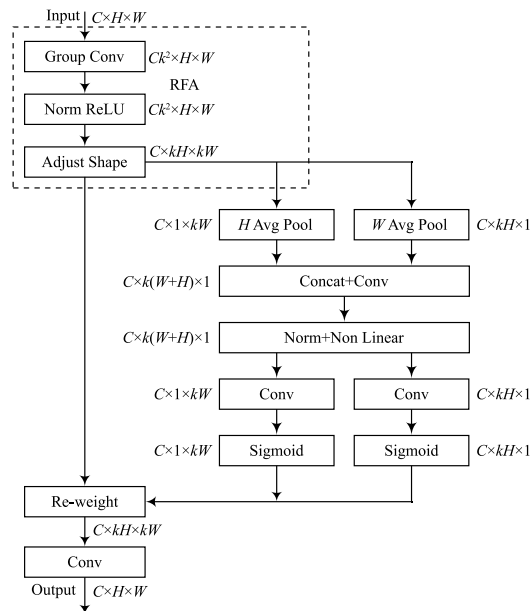 Input C×H×W
Group Conv Ck²×H×W
RFA
Norm ReLU Ck²×H×W
Adjust Shape C×kH×kW
C×1×kW H Avg Pool W Avg Pool C×kH×1
C×k(W+H)×1 Concat+Conv
C×k(W+H)×1 Norm+Non Linear
C×1×kW Conv Conv C×kH×1
C×1×kW Sigmoid Sigmoid C×kH×1
Re-weight
C×kH×kW
Conv
Output C×H×W